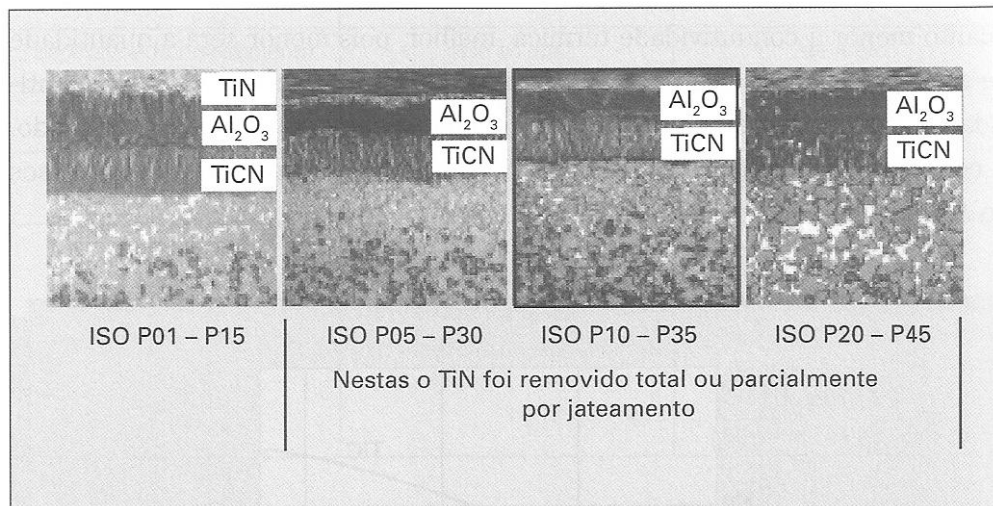 TiN
Al₂O₃
TiCN
Al₂O₃
TiCN
Al₂O₃
TiCN
Al₂O₃
TiCN
ISO P01 – P15
ISO P05 – P30
ISO P10 – P35
ISO P20 – P45
Nestas o TiN foi removido total ou parcialmente
por jateamento